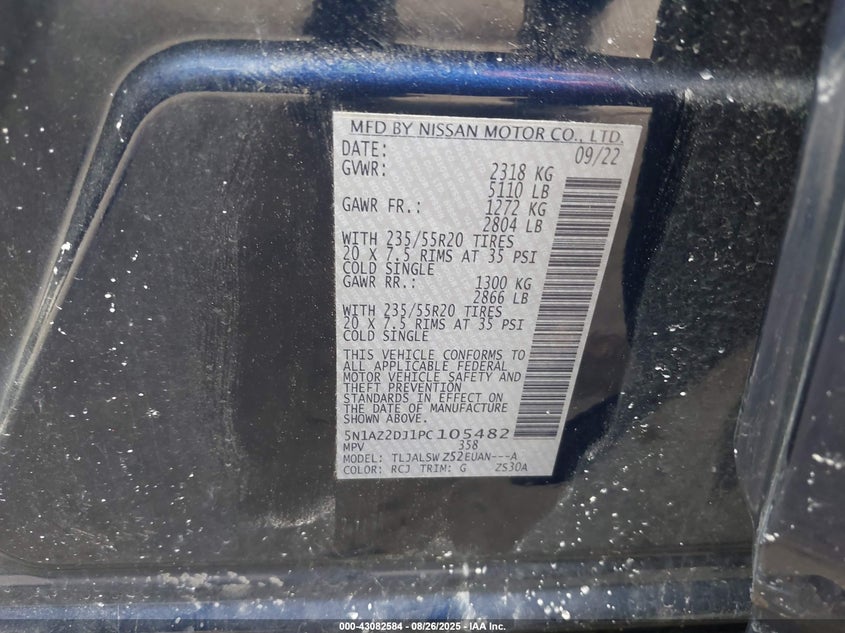 MFD BY NISSAN MOTOR CO., LTD.
DATE: 09/22
GVWR: 2318 KG
5110 LB
GAWR FR.: 1272 KG
2804 LB
WITH 235/55R20 TIRES
20 X 7.5 RIMS AT 35 PSI
COLD SINGLE
GAWR RR.: 1300 KG
2866 LB
WITH 235/55R20 TIRES
20 X 7.5 RIMS AT 35 PSI
COLD SINGLE
THIS VEHICLE CONFORMS TO
ALL APPLICABLE FEDERAL
MOTOR VEHICLE SAFETY AND
THEFT PREVENTION
STANDARDS IN EFFECT ON
THE DATE OF MANUFACTURE
SHOWN ABOVE.
5N1AZ2DJ1PC105482
MPV 358
MODEL: TLJALSWZ52EUAN---A
COLOR: RCJ TRIM: G ZS30A
000-43082584 - 08/26/2025 - IAA Inc.